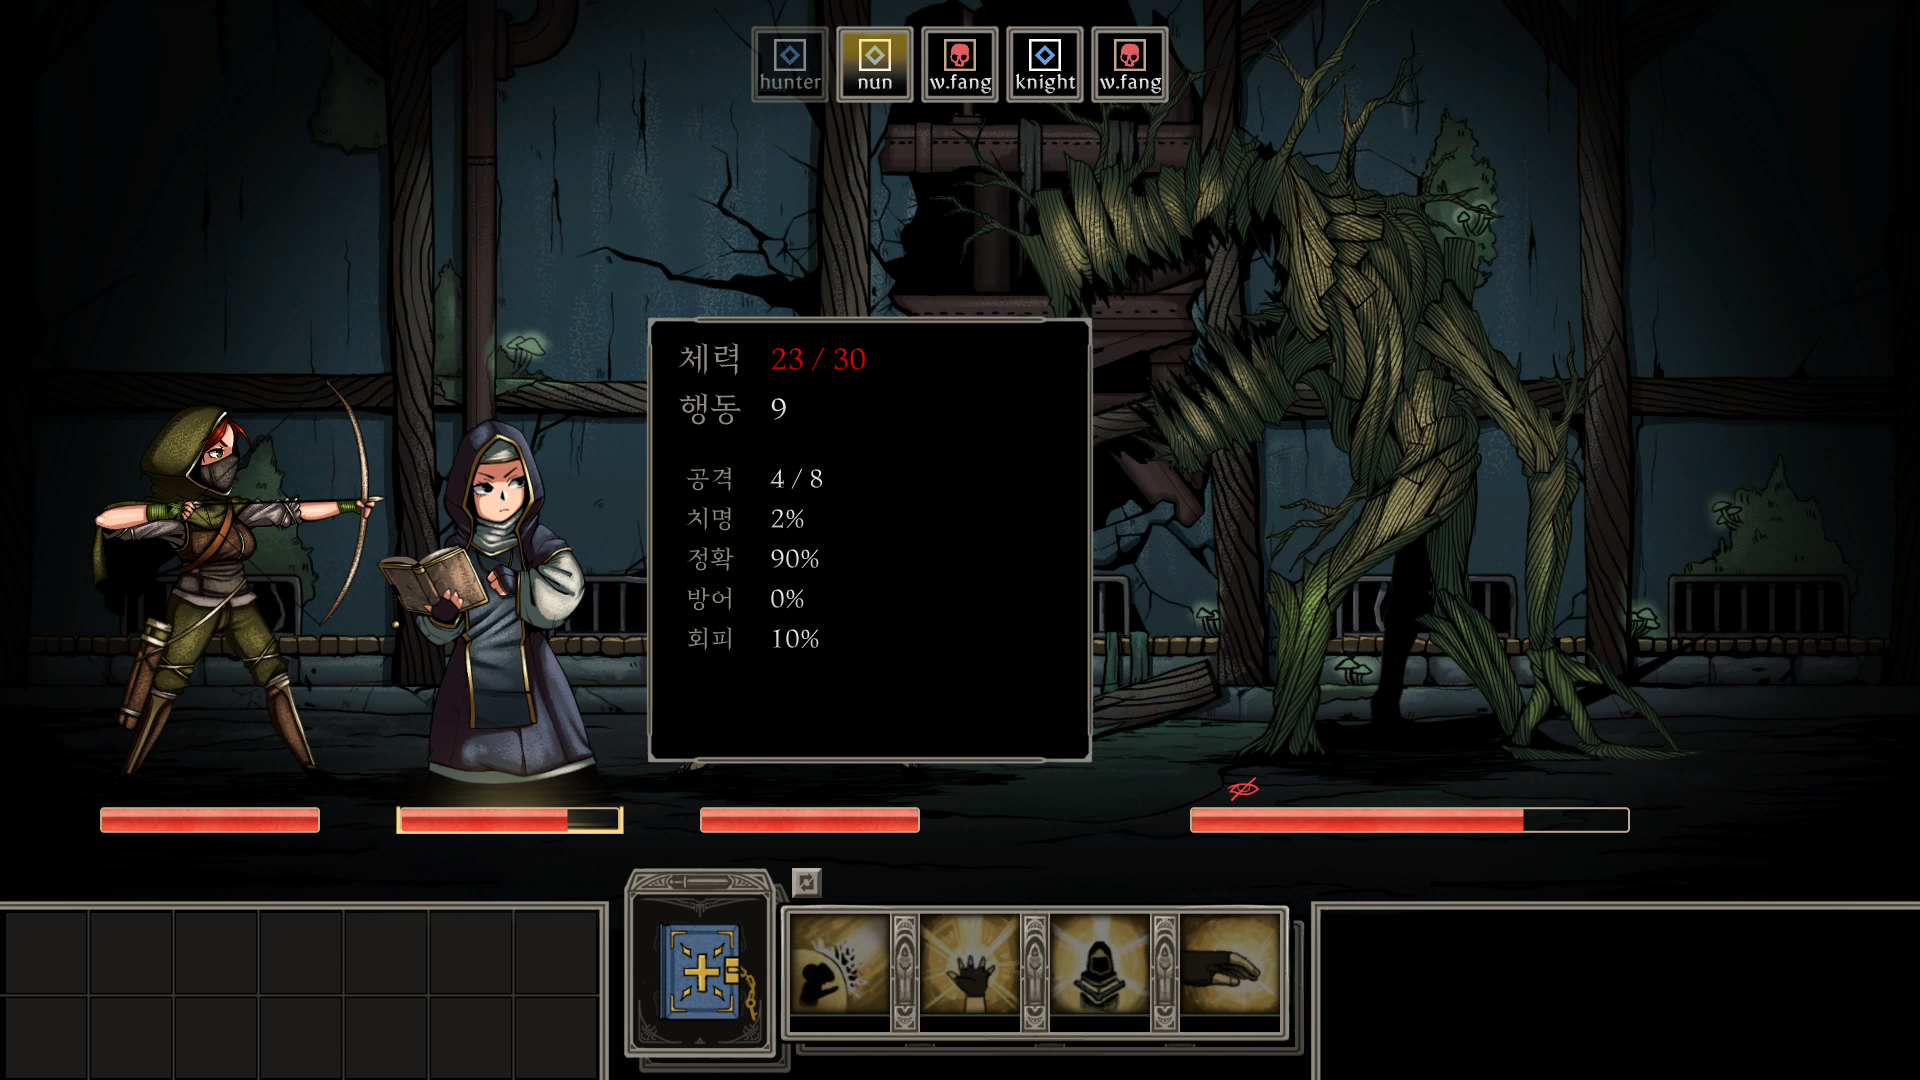 hunter
nun
w.fang
knight
w.fang
체력 23 / 30
행동 9
공격 4 / 8
치명 2%
정확 90%
방어 0%
회피 10%